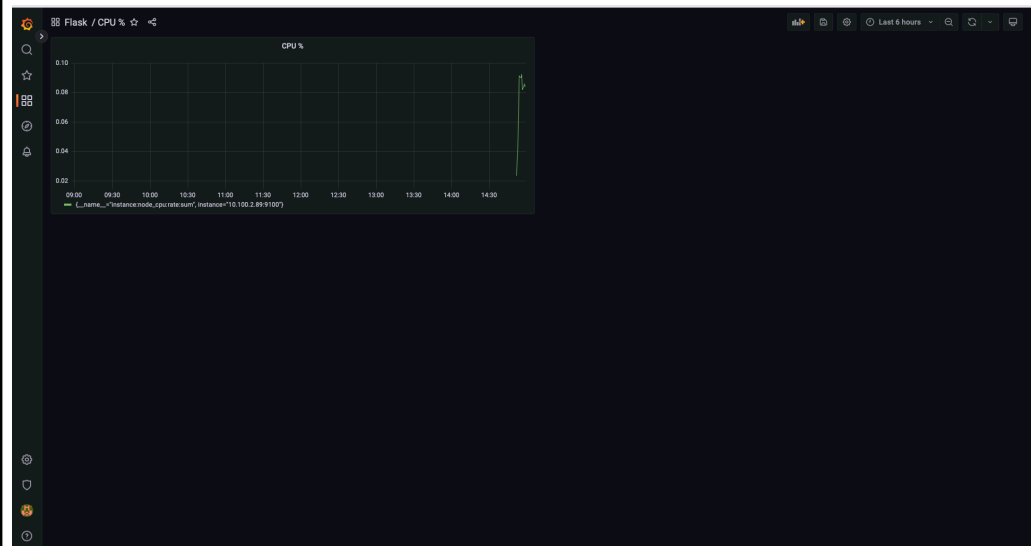 Flask / CPU %
Last 6 hours
CPU %
0.10
0.08
0.06
0.04
0.02
09:00 09:30 10:00 10:30 11:00 11:30 12:00 12:30 13:00 13:30 14:00 14:30
{__name__="instance:node_cpu:rate:sum", instance="10.100.2.89:9100"}